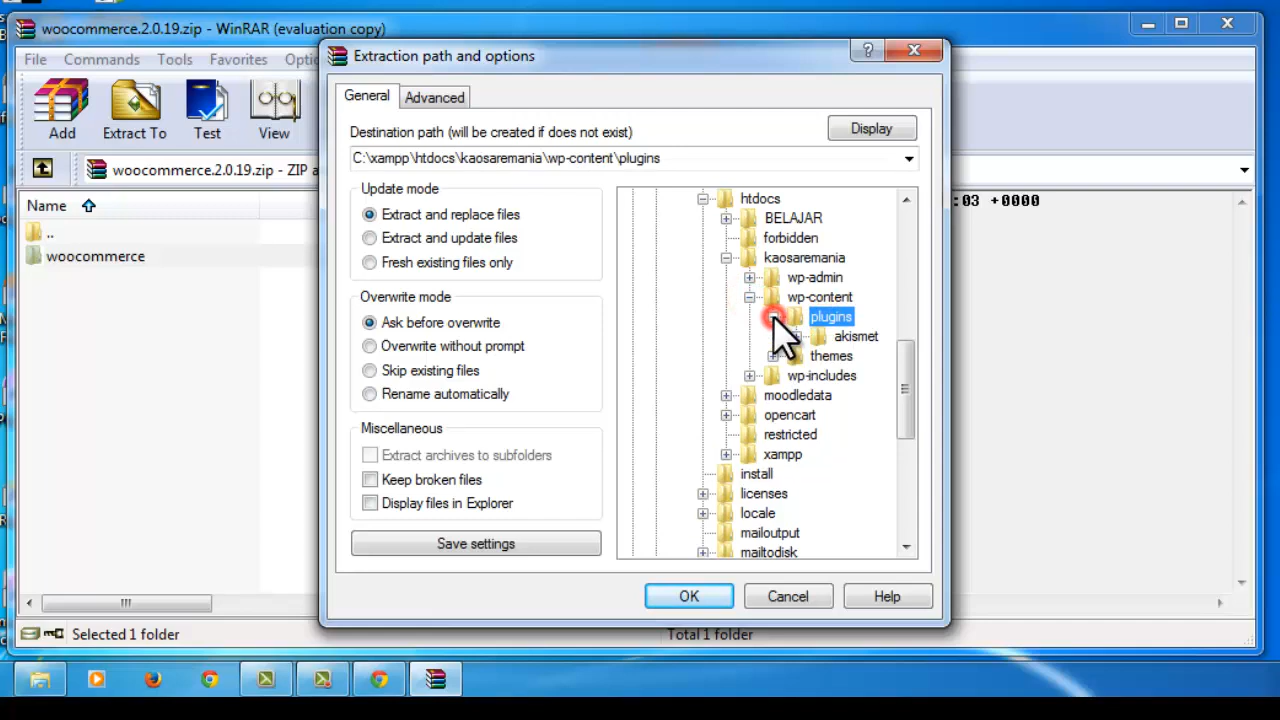 woocommerce.2.0.19.zip - WinRAR (evaluation copy)
File Commands Tools Favorites
Add Extract To Test View
woocommerce.2.0.19.zip - ZIP
Name
..
woocommerce
:03 +0000
Selected 1 folder
Total 1 folder
Extraction path and options
General Advanced
Destination path (will be created if does not exist)
Display
C:\xampp\htdocs\kaosaremania\wp-content\plugins
Update mode
Extract and replace files
Extract and update files
Fresh existing files only
Overwrite mode
Ask before overwrite
Overwrite without prompt
Skip existing files
Rename automatically
Miscellaneous
Extract archives to subfolders
Keep broken files
Display files in Explorer
Save settings
htdocs
BELAJAR
forbidden
kaosaremania
wp-admin
wp-content
plugins
akismet
themes
wp-includes
moodledata
opencart
restricted
xampp
install
licenses
locale
mailoutput
mailtodisk
OK Cancel Help